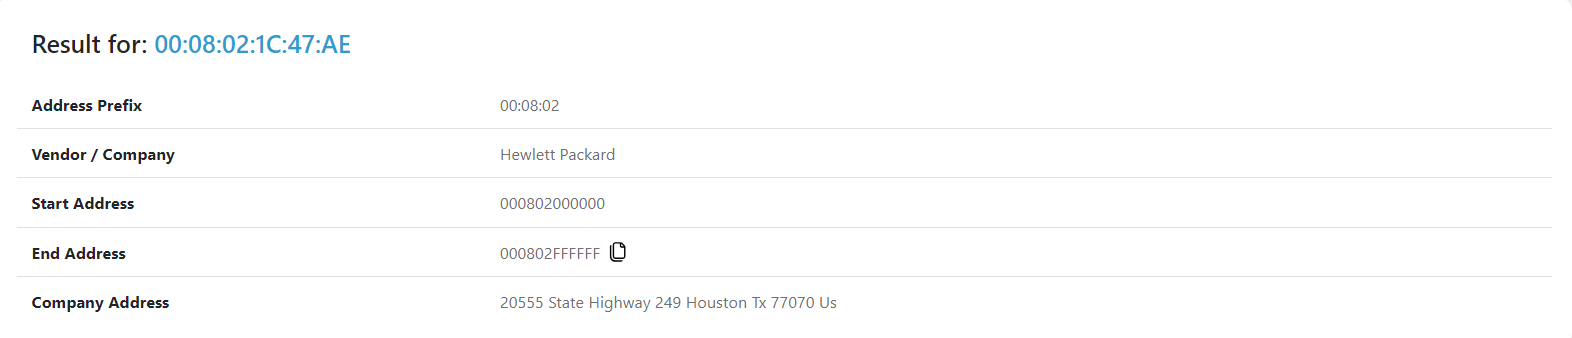 Result for: 00:08:02:1C:47:AE
Address Prefix 00:08:02
Vendor / Company Hewlett Packard
Start Address 000802000000
End Address 000802FFFFFF
Company Address 20555 State Highway 249 Houston Tx 77070 Us